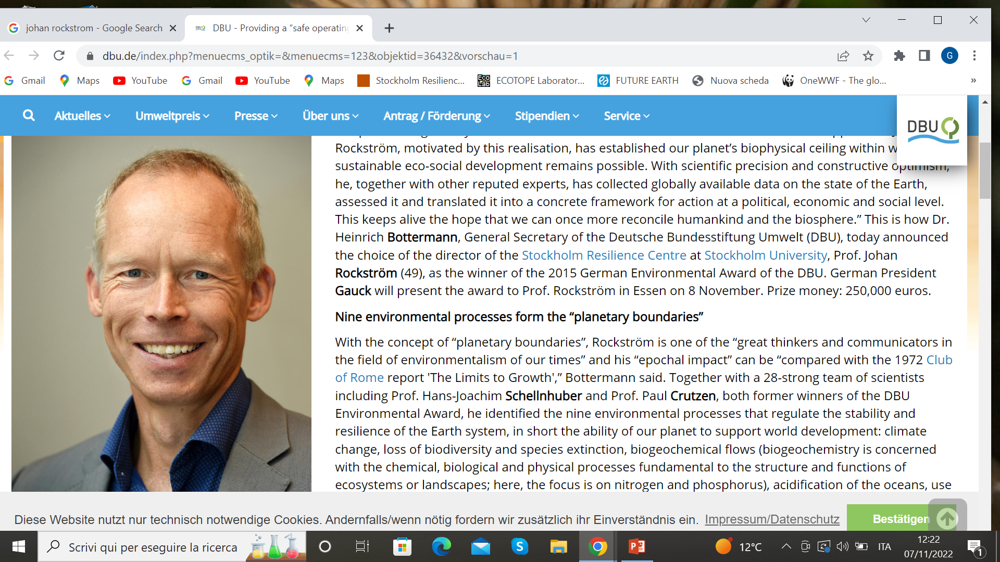 johan rockstrom - Google Search
DBU - Providing a “safe operating
dbu.de/index.php?menuecms_optik=&menuecms=123&objektid=36432&vorschau=1
G
Gmail
Maps
YouTube
Gmail
YouTube
Maps
Stockholm Resilienc...
Eco Lab
ECOTOPE Laborator...
FUTURE EARTH
Nuova scheda
OneWWF - The glo...
»
Aktuelles
Umweltpreis
Presse
Über uns
Antrag / Förderung
Stipendien
Service
DBU
Rockström, motivated by this realisation, has established our planet’s biophysical ceiling within w
sustainable eco-social development remains possible. With scientific precision and constructive optimism,
he, together with other reputed experts, has collected globally available data on the state of the Earth,
assessed it and translated it into a concrete framework for action at a political, economic and social level.
This keeps alive the hope that we can once more reconcile humankind and the biosphere.” This is how Dr.
Heinrich Bottermann, General Secretary of the Deutsche Bundesstiftung Umwelt (DBU), today announced
the choice of the director of the Stockholm Resilience Centre at Stockholm University, Prof. Johan
Rockström (49), as the winner of the 2015 German Environmental Award of the DBU. German President
Gauck will present the award to Prof. Rockström in Essen on 8 November. Prize money: 250,000 euros.
Nine environmental processes form the “planetary boundaries”
With the concept of “planetary boundaries”, Rockström is one of the “great thinkers and communicators in
the field of environmentalism of our times” and his “epochal impact” can be “compared with the 1972 Club
of Rome report 'The Limits to Growth',” Bottermann said. Together with a 28-strong team of scientists
including Prof. Hans-Joachim Schellnhuber and Prof. Paul Crutzen, both former winners of the DBU
Environmental Award, he identified the nine environmental processes that regulate the stability and
resilience of the Earth system, in short the ability of our planet to support world development: climate
change, loss of biodiversity and species extinction, biogeochemical flows (biogeochemistry is concerned
with the chemical, biological and physical processes fundamental to the structure and functions of
ecosystems or landscapes; here, the focus is on nitrogen and phosphorus), acidification of the oceans, use
Diese Website nutzt nur technisch notwendige Cookies. Andernfalls/wenn nötig fordern wir zusätzlich ihr Einverständnis ein. Impressum/Datenschutz
Bestätigen
Scrivi qui per eseguire la ricerca
12°C
ITA
12:22
07/11/2022
1